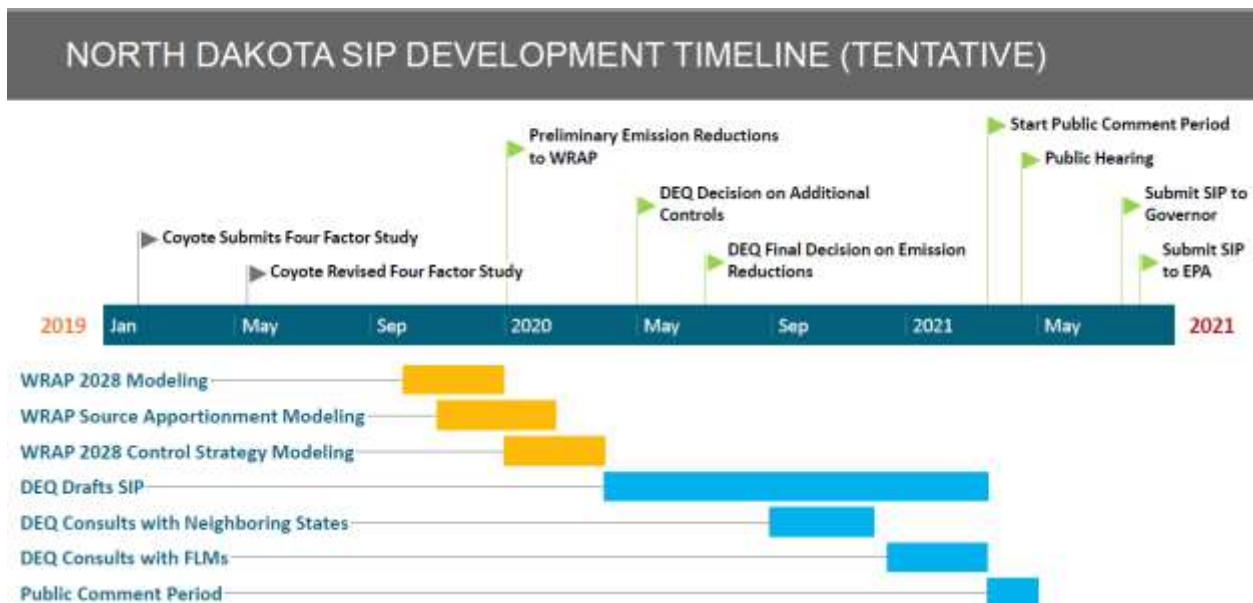 NORTH DAKOTA SIP DEVELOPMENT TIMELINE (TENTATIVE)
Start Public Comment Period
Preliminary Emission Reductions
to WRAP
Public Hearing
DEQ Decision on Additional
Controls
Submit SIP to
Governor
Coyote Submits Four Factor Study
DEQ Final Decision on Emission
Reductions
Submit SIP
to EPA
Coyote Revised Four Factor Study
2019 Jan May Sep 2020 May Sep 2021 May 2021
WRAP 2028 Modeling
WRAP Source Apportionment Modeling
WRAP 2028 Control Strategy Modeling
DEQ Drafts SIP
DEQ Consults with Neighboring States
DEQ Consults with FLMs
Public Comment Period